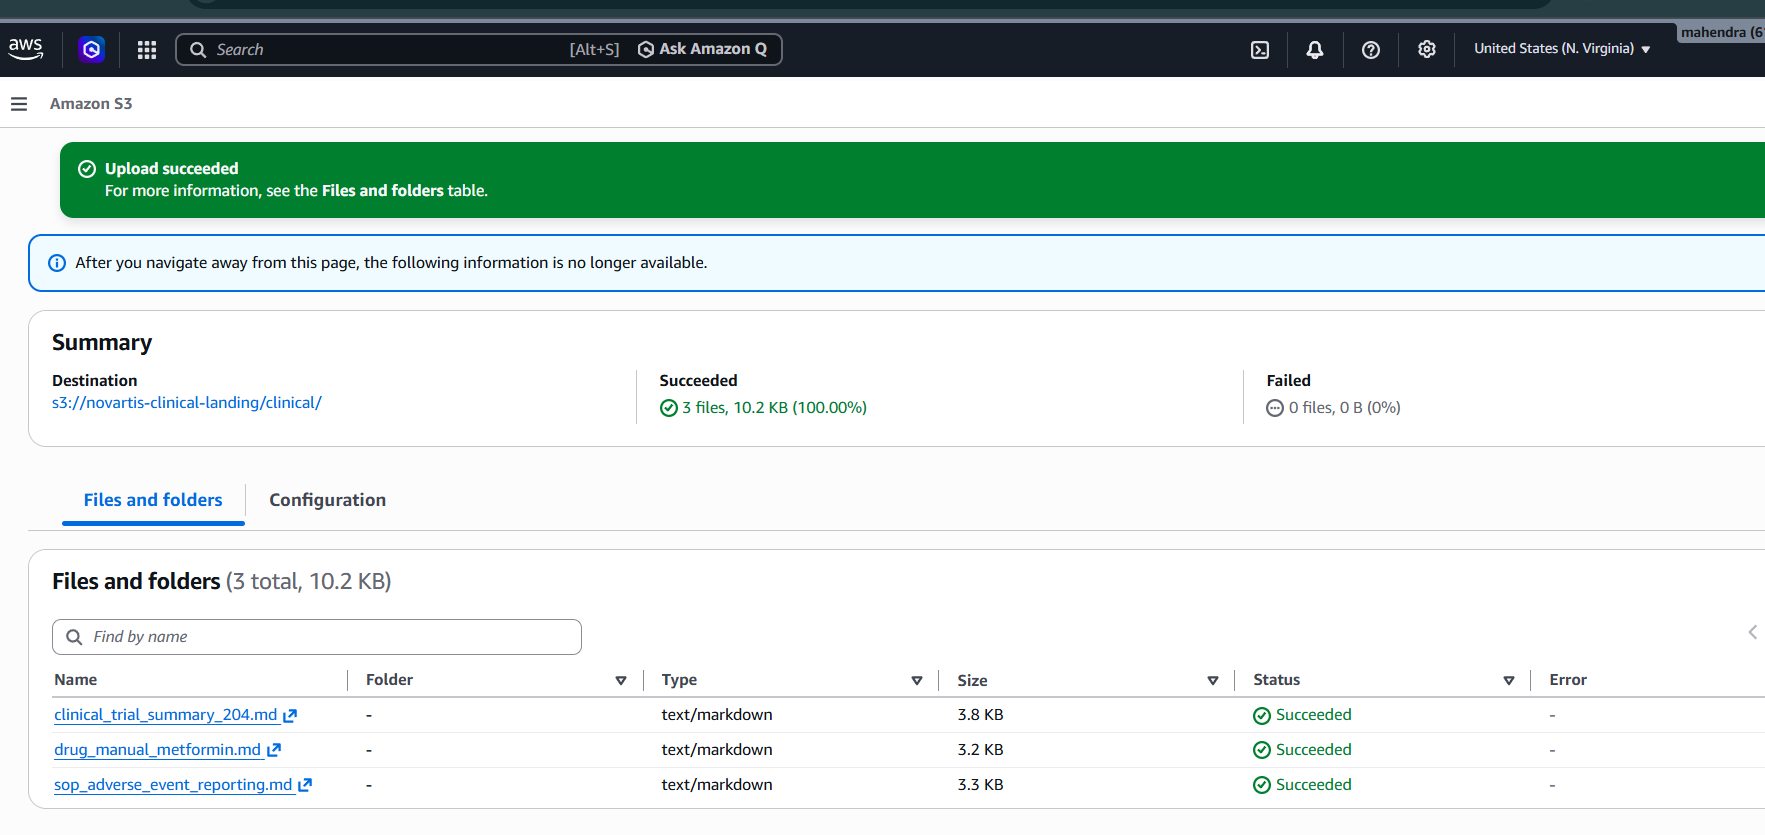 aws
Search [Alt+S] Ask Amazon Q United States (N. Virginia) mahendra (6
Amazon S3
Upload succeeded
For more information, see the Files and folders table.
After you navigate away from this page, the following information is no longer available.
Summary
Destination Succeeded Failed
s3://novartis-clinical-landing/clinical/ 3 files, 10.2 KB (100.00%) 0 files, 0 B (0%)
Files and folders Configuration
Files and folders (3 total, 10.2 KB)
Find by name
Name Folder Type Size Status Error
clinical_trial_summary_204.md - text/markdown 3.8 KB Succeeded -
drug_manual_metformin.md - text/markdown 3.2 KB Succeeded -
sop_adverse_event_reporting.md - text/markdown 3.3 KB Succeeded -